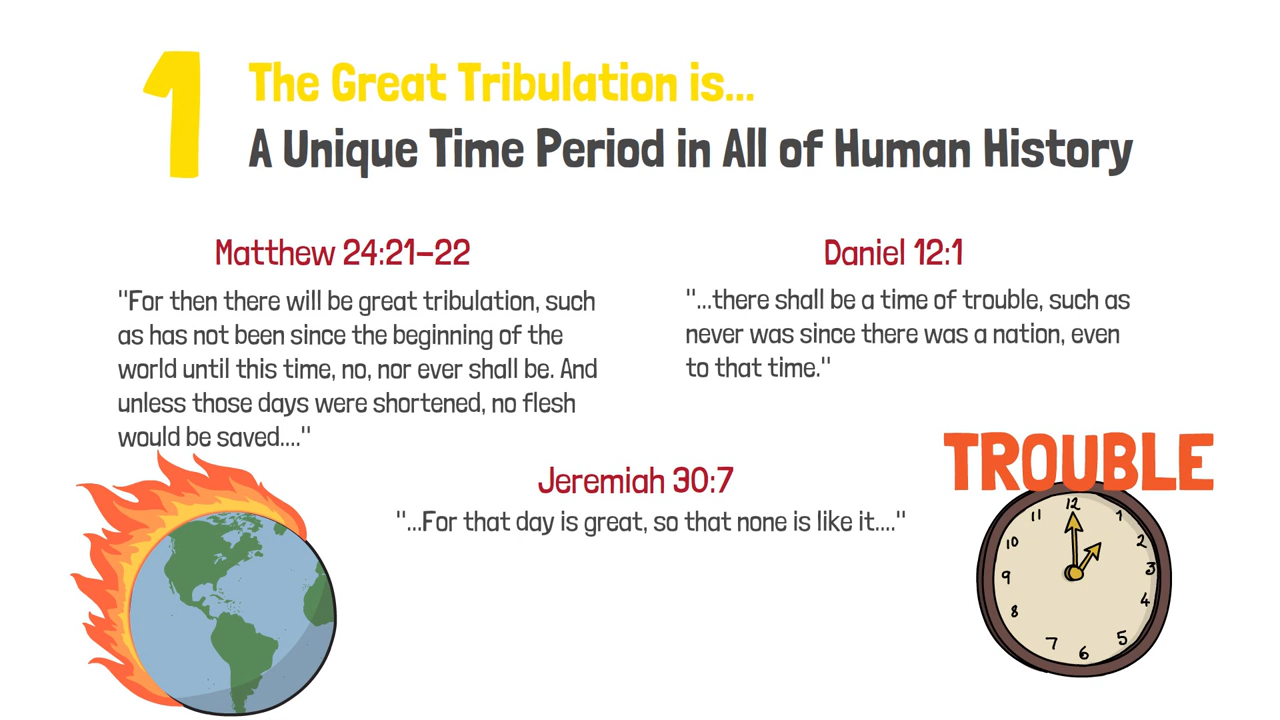 1
The Great Tribulation is...
A Unique Time Period in All of Human History
Matthew 24:21–22
"For then there will be great tribulation, such
as has not been since the beginning of the
world until this time, no, nor ever shall be. And
unless those days were shortened, no flesh
would be saved...."
Daniel 12:1
"...there shall be a time of trouble, such as
never was since there was a nation, even
to that time."
Jeremiah 30:7
"...For that day is great, so that none is like it...."
TROUBLE
12
1
2
3
4
5
6
7
8
9
10
11